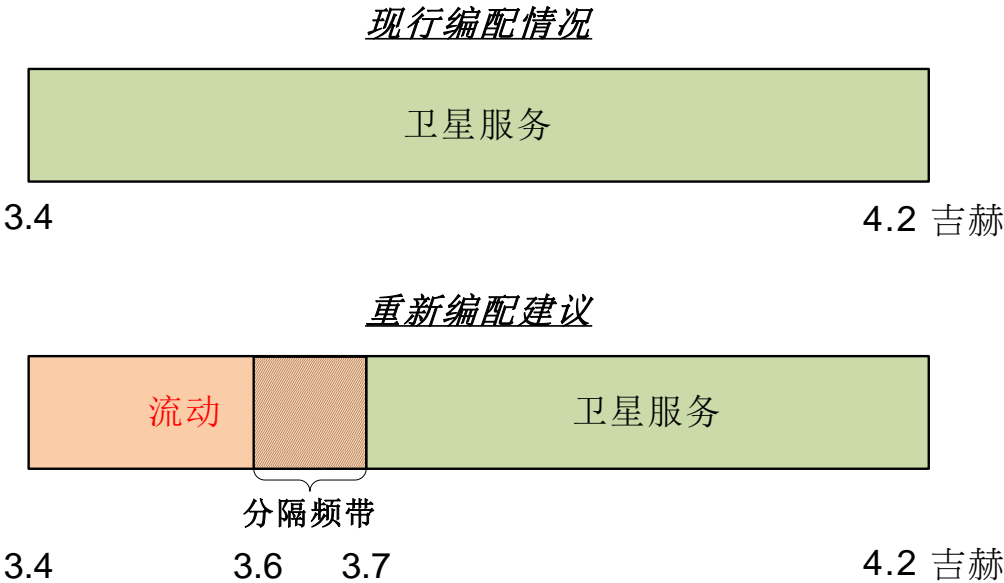 现行编配情况
卫星服务
3.4 4.2 吉赫
重新编配建议
流动 卫星服务
分隔频带
3.4 3.6 3.7 4.2 吉赫